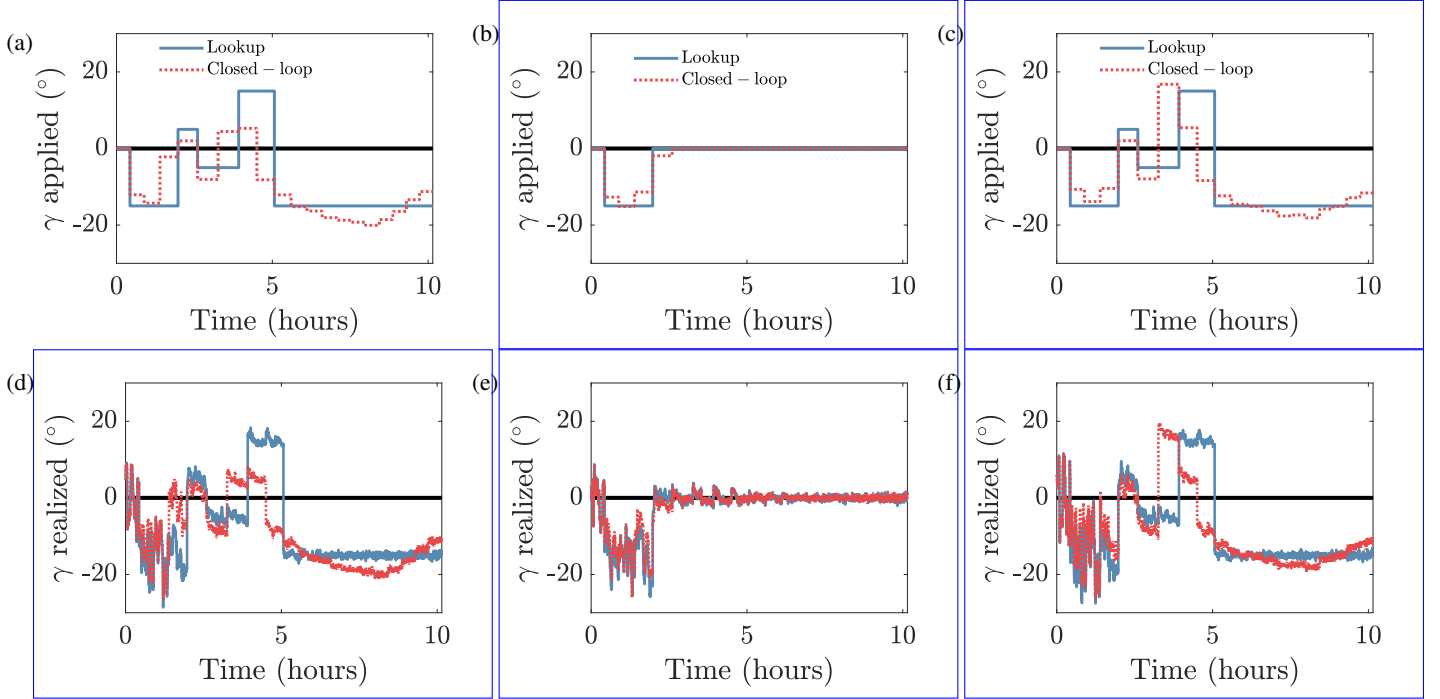 (a)
Lookup
Closed − loop
γ applied (°)
20
0
-20
0
5
10
Time (hours)
(b)
Lookup
Closed − loop
γ applied (°)
20
0
-20
0
5
10
Time (hours)
(c)
Lookup
Closed − loop
γ applied (°)
20
0
-20
0
5
10
Time (hours)
(d)
γ realized (°)
20
0
-20
0
5
10
Time (hours)
(e)
γ realized (°)
20
0
-20
0
5
10
Time (hours)
(f)
γ realized (°)
20
0
-20
0
5
10
Time (hours)